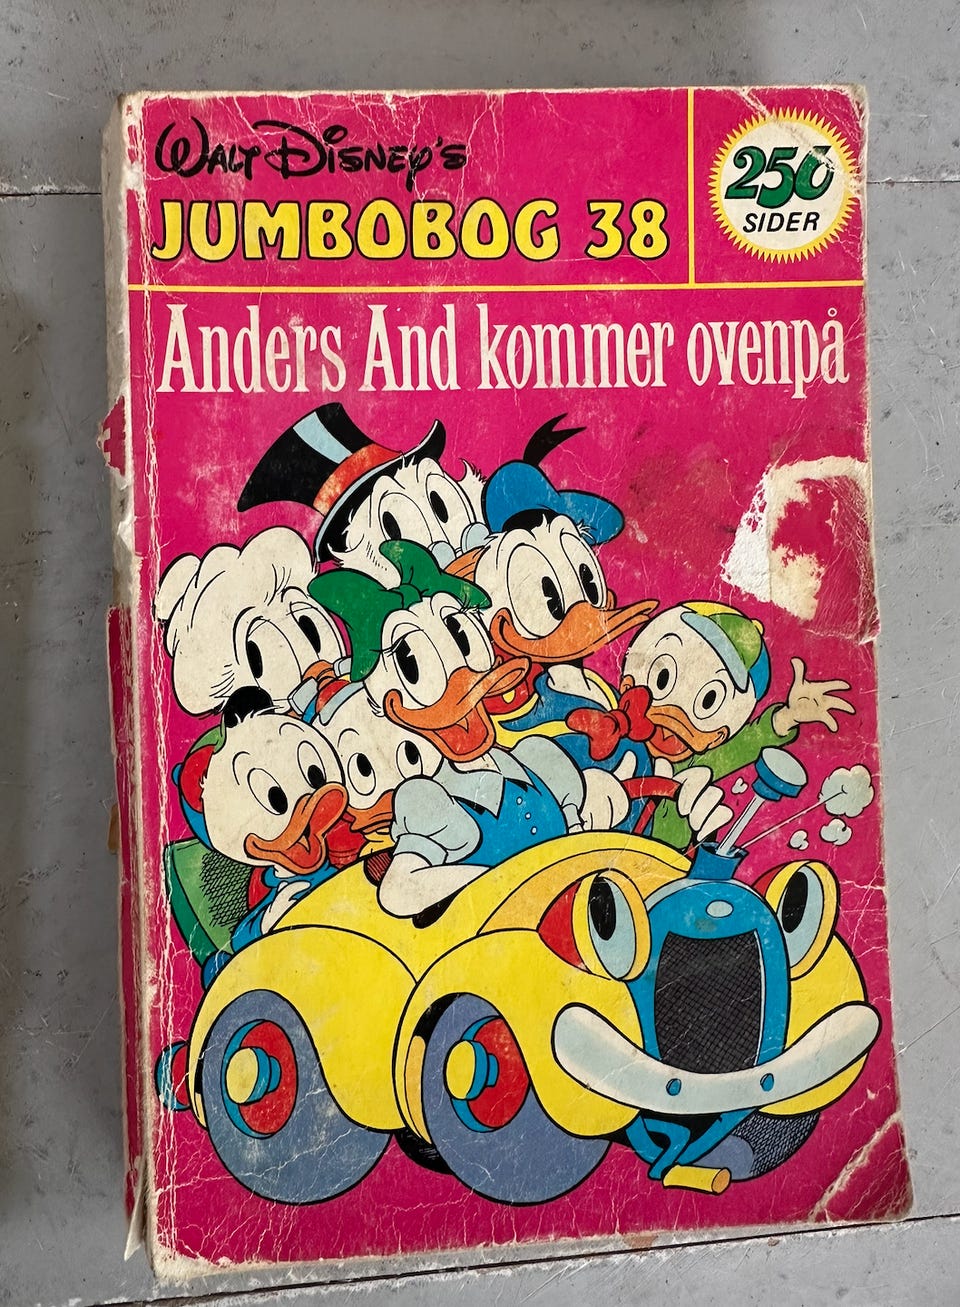 Walt Disney's
JUMBOBOG 38
250
SIDER
Anders And kommer ovenpå